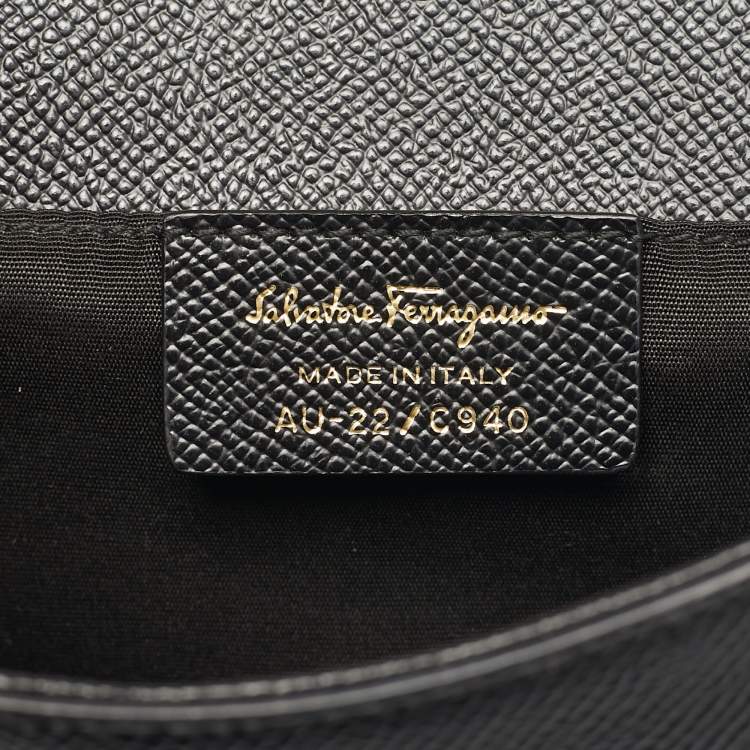 Salvatore Ferragamo
MADE IN ITALY
AU-22/C940